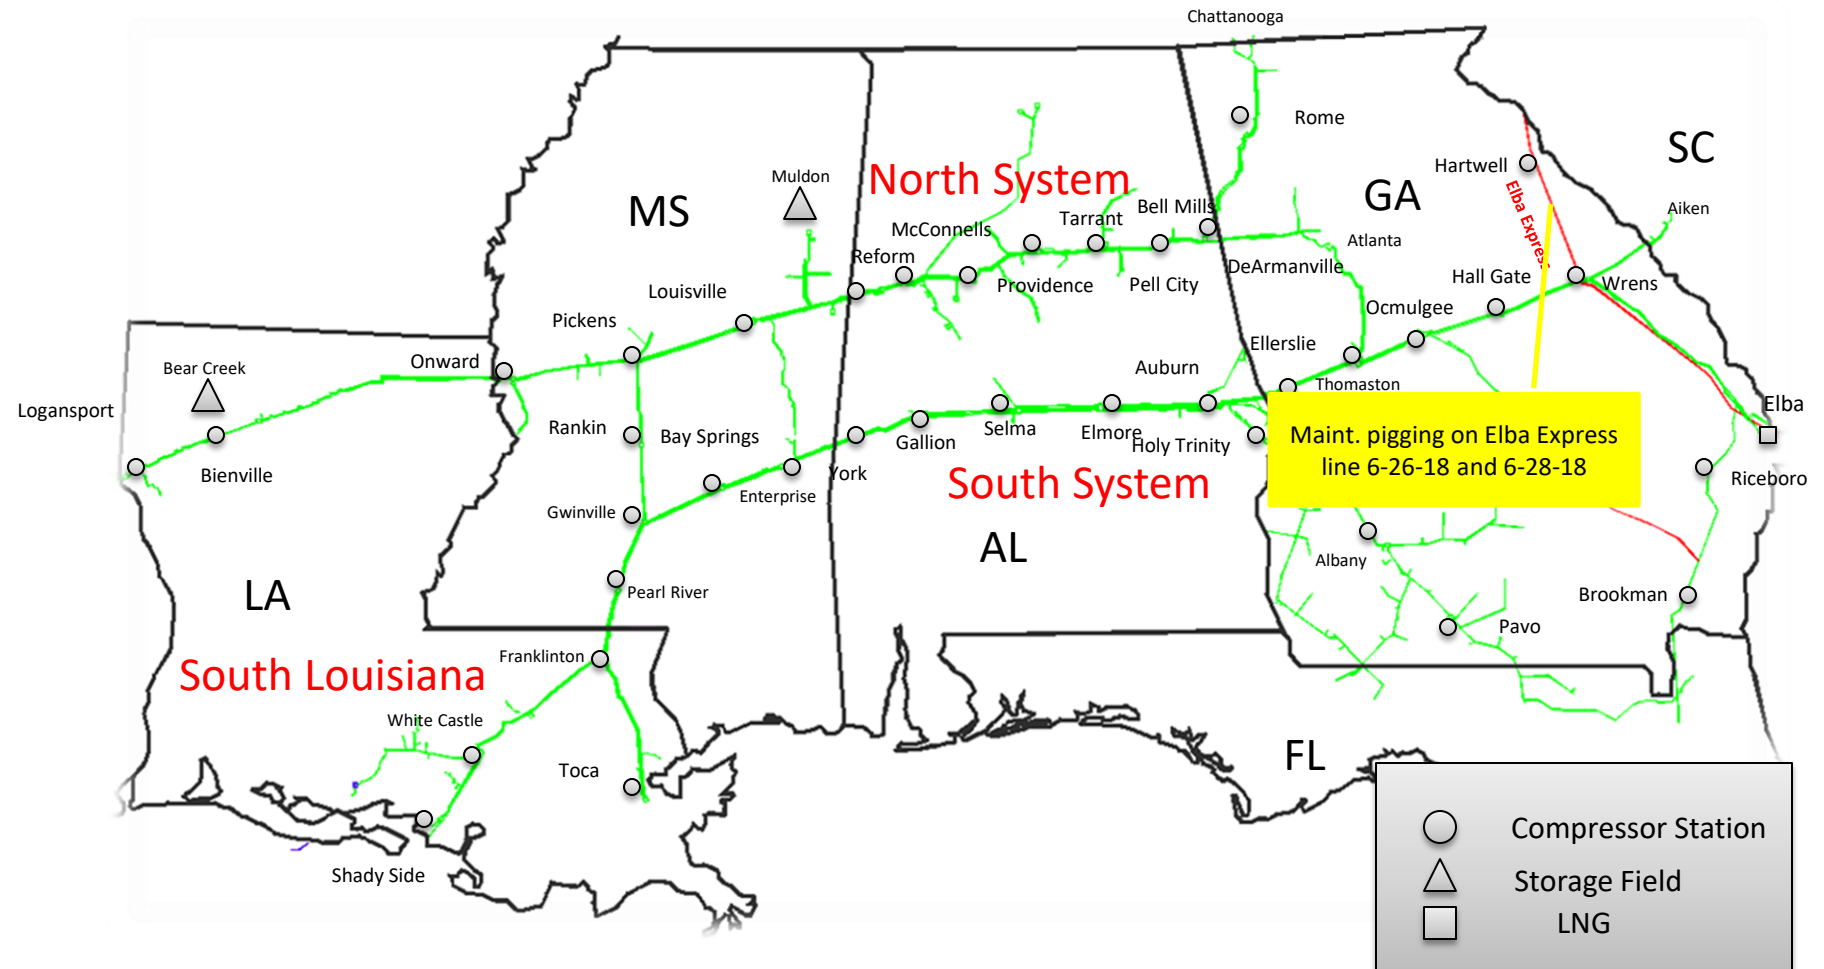 Chattanooga
Rome
SC
Hartwell
Muldon
North System
GA
MS
Elba Express
Aiken
Bell Mills
Tarrant
McConnells
Atlanta
Reform
DeArmanville
Hall Gate
Wrens
Providence
Pell City
Louisville
Ocmulgee
Pickens
Ellerslie
Onward
Auburn
Bear Creek
Thomaston
Logansport
Elba
Rankin
Bay Springs
Gallion
Selma
Elmore
Holy Trinity
Maint. pigging on Elba Express
line 6-26-18 and 6-28-18
Bienville
York
South System
Riceboro
Enterprise
Gwinville
AL
Albany
LA
Pearl River
Brookman
Pavo
Franklinton
South Louisiana
White Castle
FL
Toca
Shady Side
Compressor Station
Storage Field
LNG